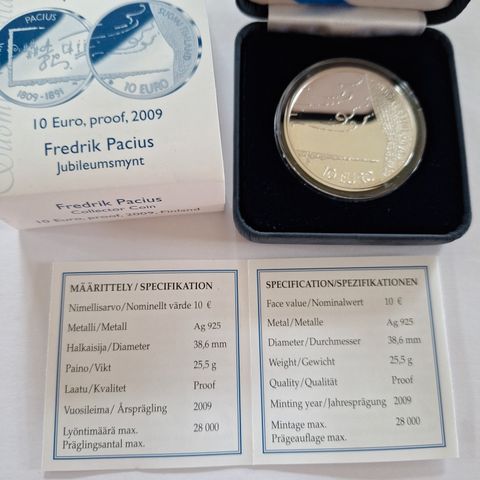 PACIUS
1809-1891
SUOMI FINLAND
10 EURO
10 Euro, proof, 2009
Fredrik Pacius
Jubileumsmynt
Fredrik Pacius
Collector Coin
10 Euro, proof, 2009, Finland
10 EURO
MÄÄRITTELY / SPECIFIKATION
Nimellisarvo/Nominellt värde 10 €
Metalli/Metall Ag 925
Halkaisija/Diameter 38,6 mm
Paino/Vikt 25,5 g
Laatu/Kvalitet Proof
Vuosileima/ Årsprägling 2009
Lyöntimäärä max. 28 000
Präglingsantal max.
SPECIFICATION/SPEZIFIKATIONEN
Face value/Nominalwert 10 €
Metal/Metalle Ag 925
Diameter/Durchmesser 38,6 mm
Weight/Gewicht 25,5 g
Quality/Qualität Proof
Minting year/Jahresprägung 2009
Mintage max. 28 000
Prägeauflage max.